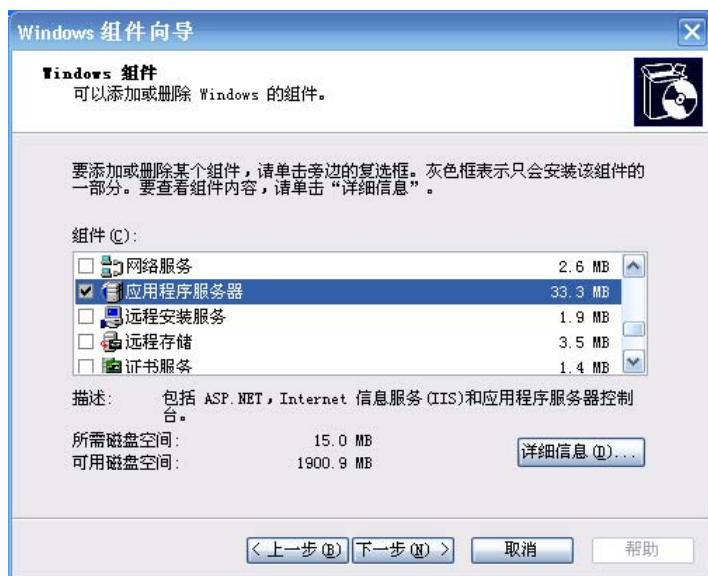 Windows 组件向导
Windows 组件
可以添加或删除 Windows 的组件。
要添加或删除某个组件，请单击旁边的复选框。灰色框表示只会安装该组件的
一部分。要查看组件内容，请单击“详细信息”。
组件(C):
网络服务 2.6 MB
应用程序服务器 33.3 MB
远程安装服务 1.9 MB
远程存储 3.5 MB
证书服务 1.4 MB
描述: 包括 ASP.NET，Internet 信息服务(IIS)和应用程序服务器控制
台。
所需磁盘空间: 15.0 MB
可用磁盘空间: 1900.9 MB
详细信息(D)...
< 上一步(B) 下一步(N) > 取消 帮助